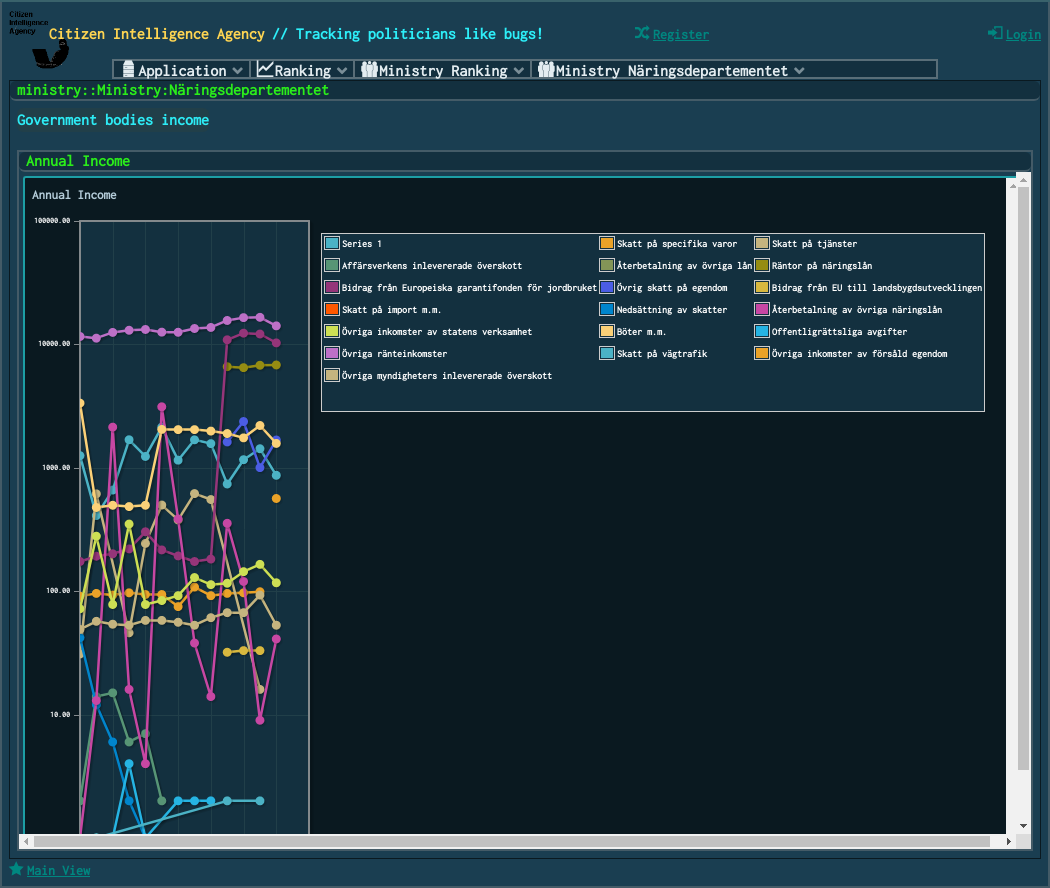 Citizen
Intelligence
Agency
Citizen Intelligence Agency // Tracking politicians like bugs!
Register
Login
Application
Ranking
Ministry Ranking
Ministry Näringsdepartementet
ministry::Ministry:Näringsdepartementet
Government bodies income
Annual Income
Annual Income
100000.00
10000.00
1000.00
100.00
10.00
Series 1
Skatt på specifika varor
Skatt på tjänster
Affärsverkens inlevererade överskott
Återbetalning av övriga lån
Räntor på näringslån
Bidrag från Europeiska garantifonden för jordbruket
Övrig skatt på egendom
Bidrag från EU till landsbygdsutvecklingen
Skatt på import m.m.
Nedsättning av skatter
Återbetalning av övriga näringslån
Övriga inkomster av statens verksamhet
Böter m.m.
Offentligrättsliga avgifter
Övriga ränteinkomster
Skatt på vägtrafik
Övriga inkomster av försåld egendom
Övriga myndigheters inlevererade överskott
Main View